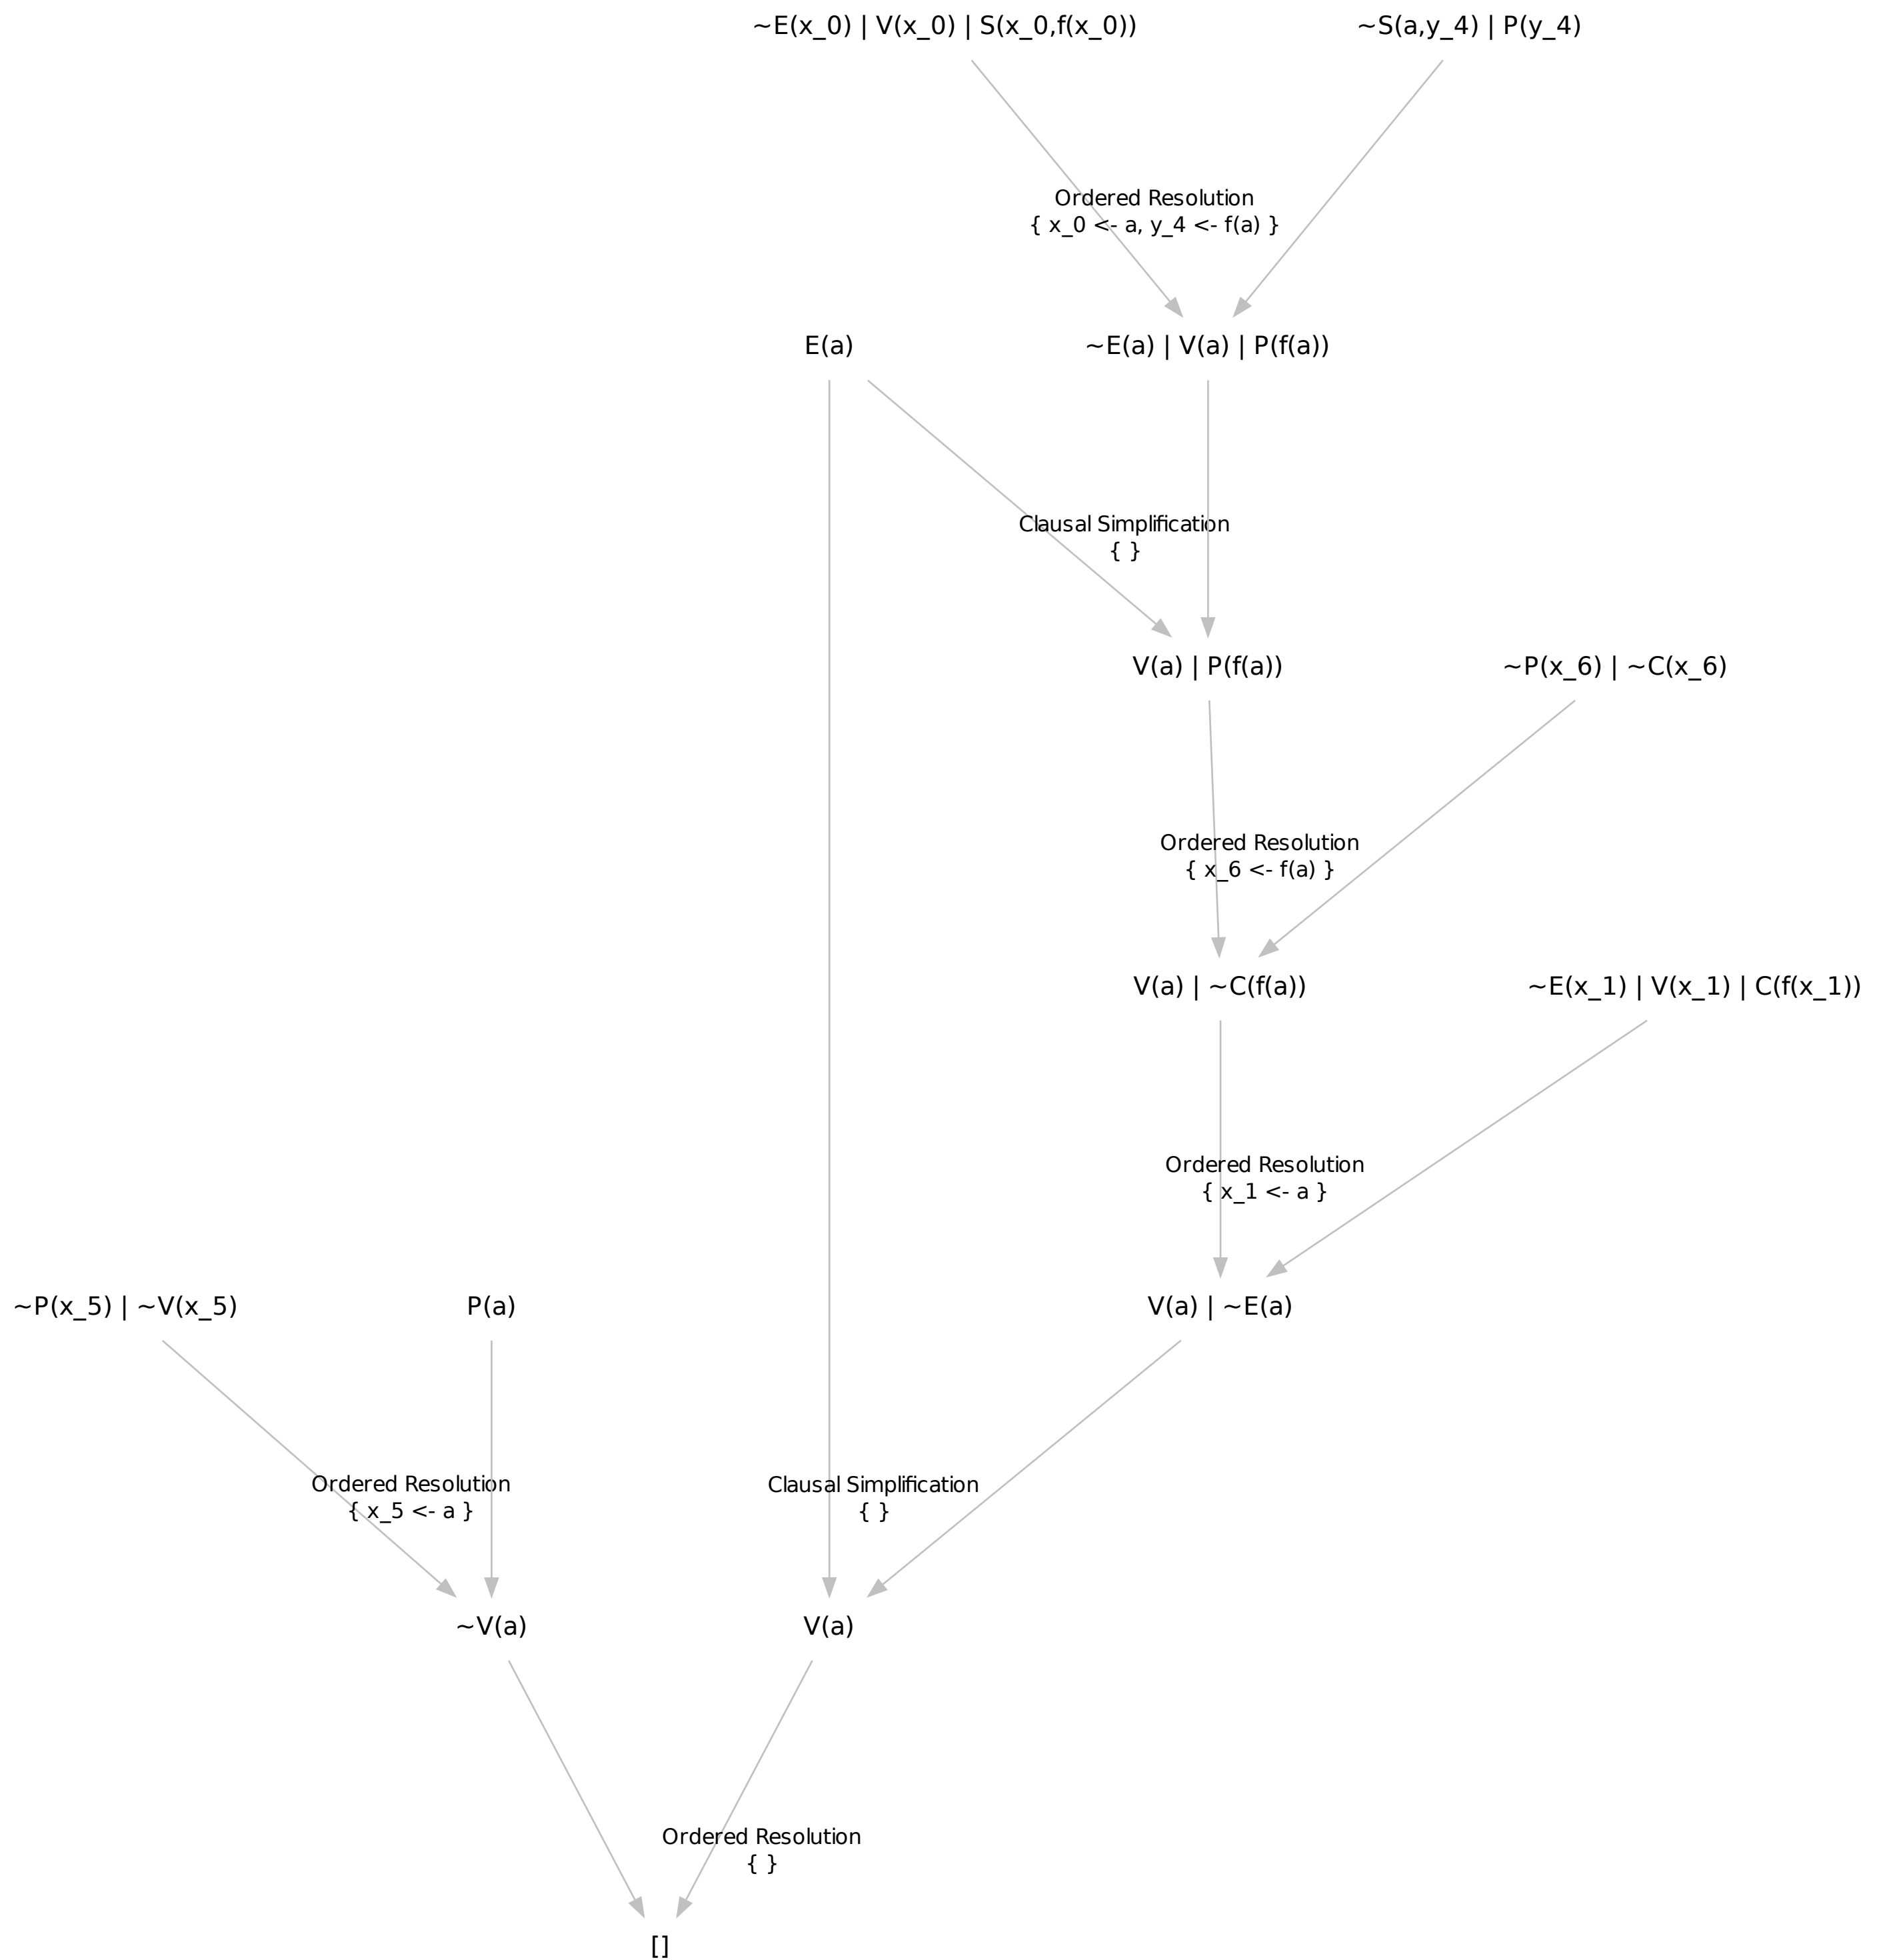 ~E(x_0) | V(x_0) | S(x_0,f(x_0))
~S(a,y_4) | P(y_4)
Ordered Resolution
{ x_0 <- a, y_4 <- f(a) }
E(a)
~E(a) | V(a) | P(f(a))
Clausal Simplification
{ }
V(a) | P(f(a))
~P(x_6) | ~C(x_6)
Ordered Resolution
{ x_6 <- f(a) }
V(a) | ~C(f(a))
~E(x_1) | V(x_1) | C(f(x_1))
Ordered Resolution
{ x_1 <- a }
~P(x_5) | ~V(x_5)
P(a)
V(a) | ~E(a)
Ordered Resolution
{ x_5 <- a }
Clausal Simplification
{ }
~V(a)
V(a)
Ordered Resolution
{ }
[]